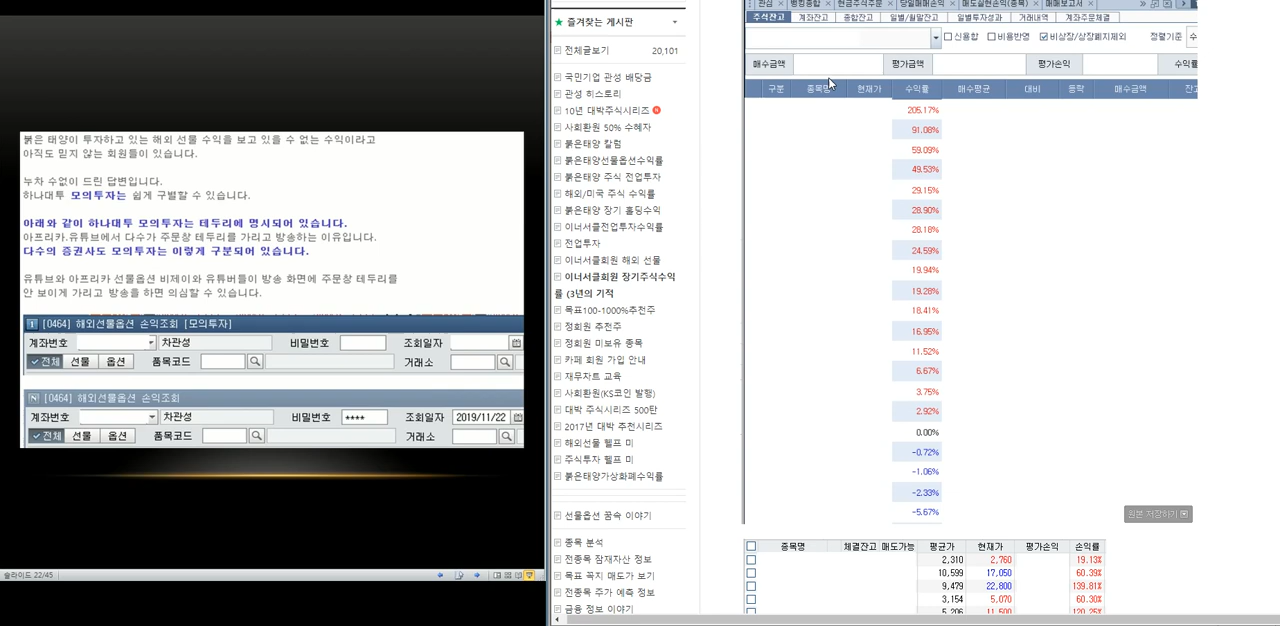 붉은 태양이 투자하고 있는 해외 선물 수익을 보고 있을 수 없는 수익이라고
아직도 믿지 않는 회원들이 있습니다.
누차 수없이 드린 답변입니다.
하나대투 모의투자는 쉽게 구별할 수 있습니다.
아래와 같이 하나대투 모의투자는 테두리에 명시되어 있습니다.
아프리카.유튜브에서 다수가 주문창 테두리를 가리고 방송하는 이유입니다.
다수의 증권사도 모의투자는 이렇게 구분되어 있습니다.
유튜브와 아프리카 선물옵션 비제이와 유튜버들이 방송 화면에 주문창 테두리를
안 보이게 가리고 방송을 하면 의심할 수 있습니다.
[0464] 해외선물옵션 손익조회 [모의투자]
계좌번호 차관성 비밀번호 조회일자
전체 선물 옵션 품목코드 거래소
[0464] 해외선물옵션 손익조회
계좌번호 차관성 비밀번호 **** 조회일자 2019/11/22
전체 선물 옵션 품목코드 거래소
슬라이드 22/45
★ 즐겨찾는 게시판
전체글보기 20,101
국민기업 관성 배당금
관성 히스토리
10년 대박주식시리즈
사회환원 50% 수혜자
붉은태양 칼럼
붉은태양선물옵션수익률
붉은태양 주식 전업투자
해외/미국 주식 수익률
붉은태양 장기 홀딩수익
이너서클전업투자수익률
전업투자
이너서클회원 해외 선물
이너서클회원 장기주식수익
률 (3년의 기적
목표100-1000%추천주
정회원 추천주
정회원 미보유 종목
카페 회원 가입 안내
재무차트 교육
사회환원(KS코인 발행)
대박 주식시리즈 500탄
2017년 대박 추천시리즈
해외선물 헬프 미
주식투자 헬프 미
붉은태양가상화폐수익률
선물옵션 꿈속 이야기
종목 분석
전종목 잠재자산 정보
목표 꼭지 매도가 보기
전종목 주가 예측 정보
금융 정보 이야기
관심 현금주식주문 당일매매손익 매도실현손익(종목) 매매보고서
주식잔고 계좌잔고 종합잔고 일별/월말잔고 일별투자성과 거래내역 계좌주문체결
신용합 비용반영 비상장/상장폐지제외 정렬기준 수
매수금액 평가금액 평가손익 수익률
구분 종목명 현재가 수익률 매수평균 대비 등락 매수금액 잔고
205.17%
91.08%
59.09%
49.53%
29.15%
28.90%
28.18%
24.59%
19.94%
19.28%
18.41%
16.95%
11.52%
6.67%
3.75%
2.92%
0.00%
-0.72%
-1.06%
-2.33%
-5.67%
원본 저장하기
종목명 체결잔고 매도가능 평균가 현재가 평가손익 손익률
2,310 2,760 19.13%
10,599 17,050 60.39%
9,479 22,800 139.81%
3,154 5,070 60.30%
5,206 11,500 120.25%